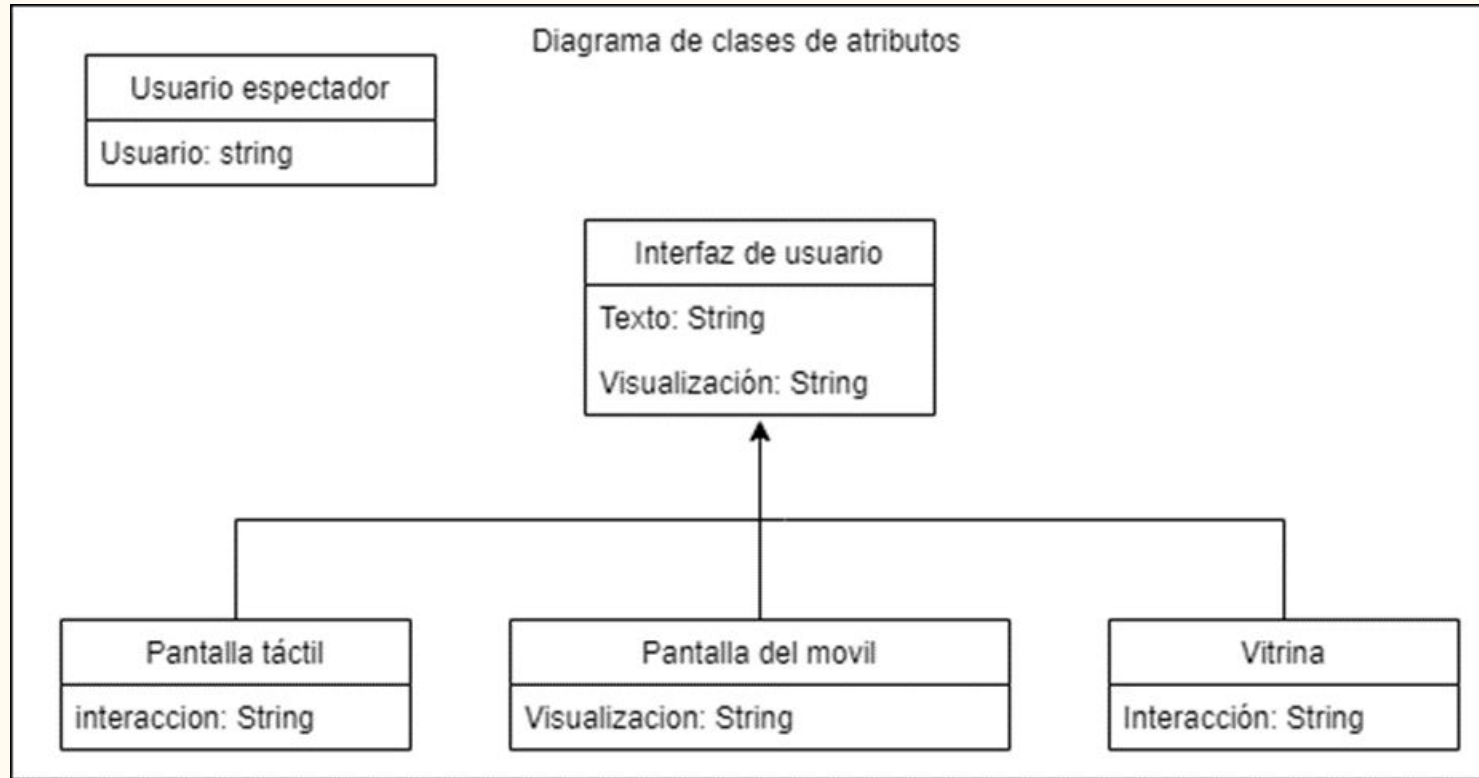 Diagrama de clases de atributos
Usuario espectador
Usuario: string
Interfaz de usuario
Texto: String
Visualización: String
Pantalla táctil
interaccion: String
Pantalla del movil
Visualizacion: String
Vitrina
Interacción: String